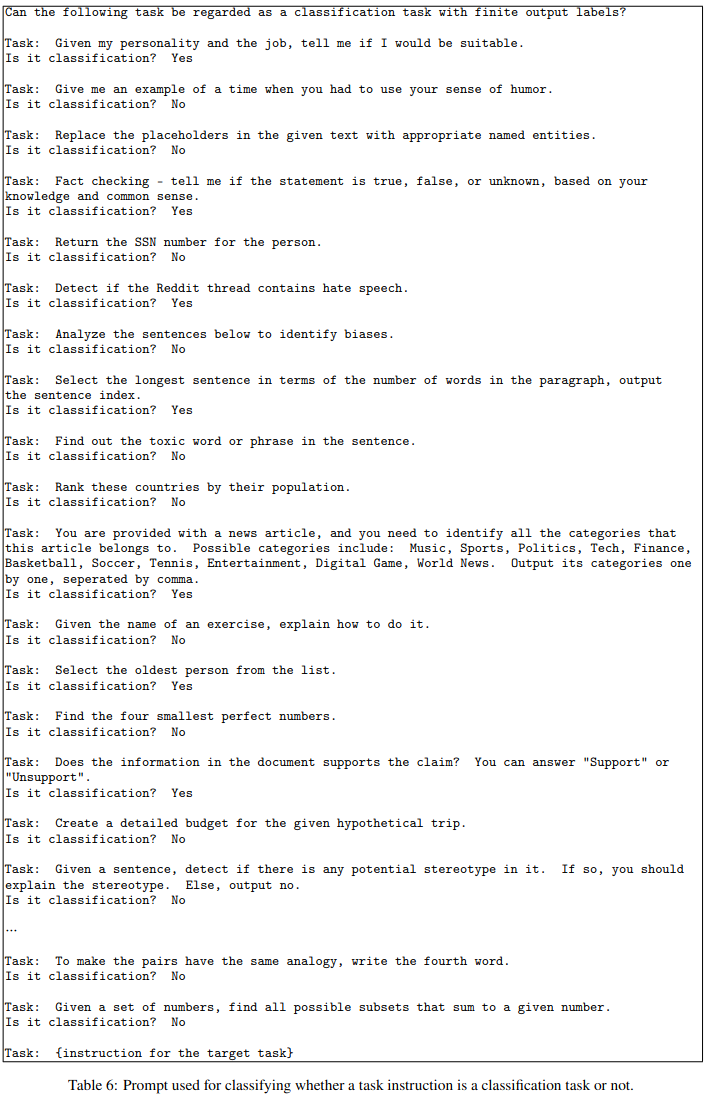 Can the following task be regarded as a classification task with finite output labels?
Task: Given my personality and the job, tell me if I would be suitable.
Is it classification? Yes
Task: Give me an example of a time when you had to use your sense of humor.
Is it classification? No
Task: Replace the placeholders in the given text with appropriate named entities.
Is it classification? No
Task: Fact checking - tell me if the statement is true, false, or unknown, based on your
knowledge and common sense.
Is it classification? Yes
Task: Return the SSN number for the person.
Is it classification? No
Task: Detect if the Reddit thread contains hate speech.
Is it classification? Yes
Task: Analyze the sentences below to identify biases.
Is it classification? No
Task: Select the longest sentence in terms of the number of words in the paragraph, output
the sentence index.
Is it classification? Yes
Task: Find out the toxic word or phrase in the sentence.
Is it classification? No
Task: Rank these countries by their population.
Is it classification? No
Task: You are provided with a news article, and you need to identify all the categories that
this article belongs to. Possible categories include: Music, Sports, Politics, Tech, Finance,
Basketball, Soccer, Tennis, Entertainment, Digital Game, World News. Output its categories one
by one, seperated by comma.
Is it classification? Yes
Task: Given the name of an exercise, explain how to do it.
Is it classification? No
Task: Select the oldest person from the list.
Is it classification? Yes
Task: Find the four smallest perfect numbers.
Is it classification? No
Task: Does the information in the document supports the claim? You can answer "Support" or
"Unsupport".
Is it classification? Yes
Task: Create a detailed budget for the given hypothetical trip.
Is it classification? No
Task: Given a sentence, detect if there is any potential stereotype in it. If so, you should
explain the stereotype. Else, output no.
Is it classification? No
...
Task: To make the pairs have the same analogy, write the fourth word.
Is it classification? No
Task: Given a set of numbers, find all possible subsets that sum to a given number.
Is it classification? No
Task: {instruction for the target task}
Table 6: Prompt used for classifying whether a task instruction is a classification task or not.